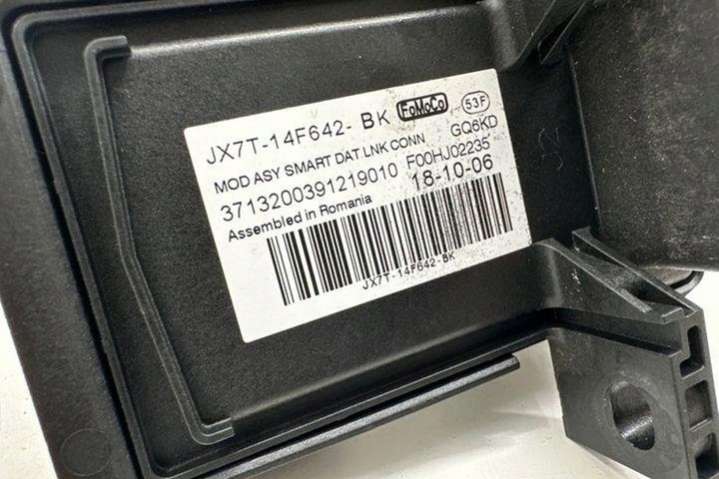 JX7T-14F642- BK FoMoCo 53F
MOD ASY SMART DAT LNK CONN GQ6KD
3713200391219010 F00HJ02235
Assembled in Romania 18-10-06
JX7T-14F642-BK